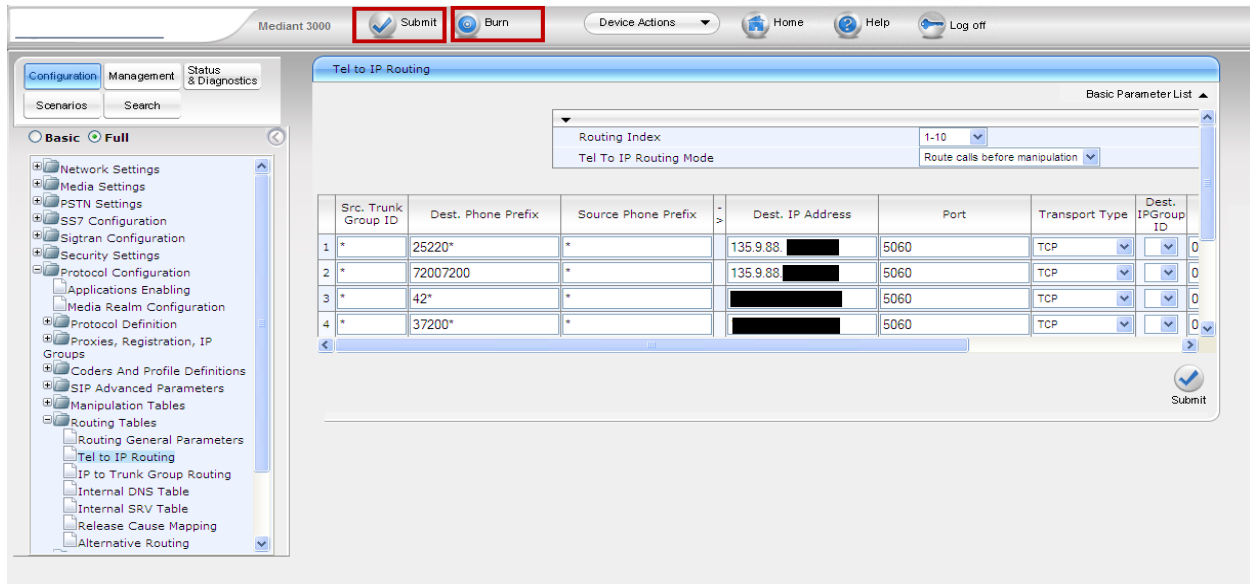 Mediant 3000 Submit Burn Device Actions Home Help Log off
Configuration Management Status & Diagnostics
Scenarios Search
Basic Full
Network Settings
Media Settings
PSTN Settings
SS7 Configuration
Sigtran Configuration
Security Settings
Protocol Configuration
Applications Enabling
Media Realm Configuration
Protocol Definition
Proxies, Registration, IP
Groups
Coders And Profile Definitions
SIP Advanced Parameters
Manipulation Tables
Routing Tables
Routing General Parameters
Tel to IP Routing
IP to Trunk Group Routing
Internal DNS Table
Internal SRV Table
Release Cause Mapping
Alternative Routing
Tel to IP Routing
Basic Parameter List
Routing Index 1-10
Tel To IP Routing Mode Route calls before manipulation
Src. Trunk Group ID Dest. Phone Prefix Source Phone Prefix -> Dest. IP Address Port Transport Type Dest. IPGroup ID
1 * 25220* * 135.9.88. 5060 TCP 0
2 * 72007200 * 135.9.88. 5060 TCP 0
3 * 42* * 5060 TCP 0
4 * 37200* * 5060 TCP 0
Submit